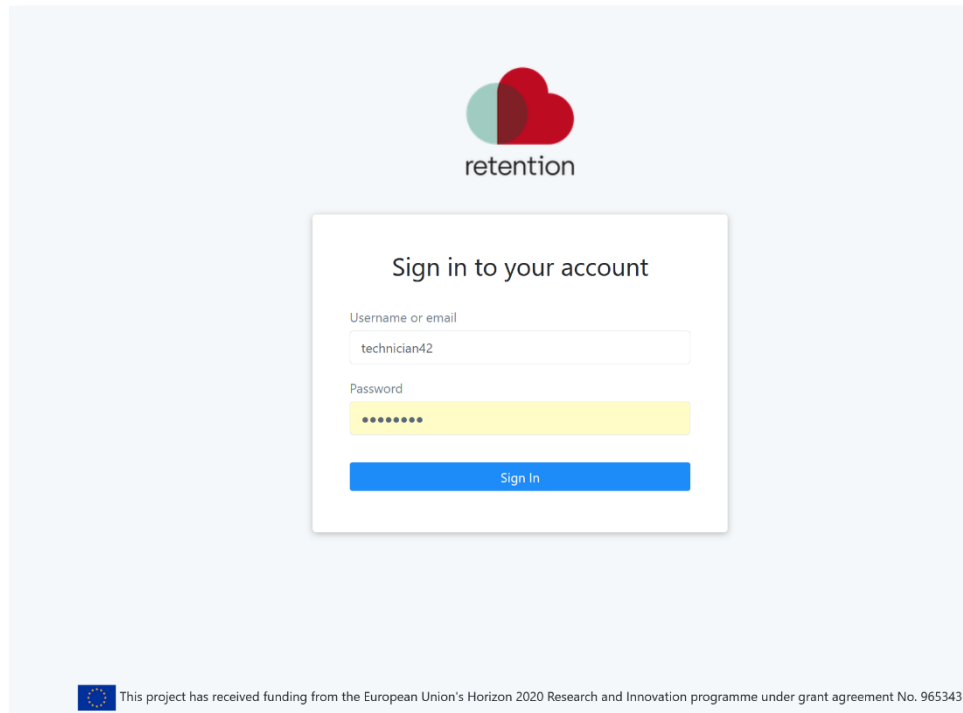 retention
Sign in to your account
Username or email
technician42
Password
••••••••
Sign In
This project has received funding from the European Union's Horizon 2020 Research and Innovation programme under grant agreement No. 965343